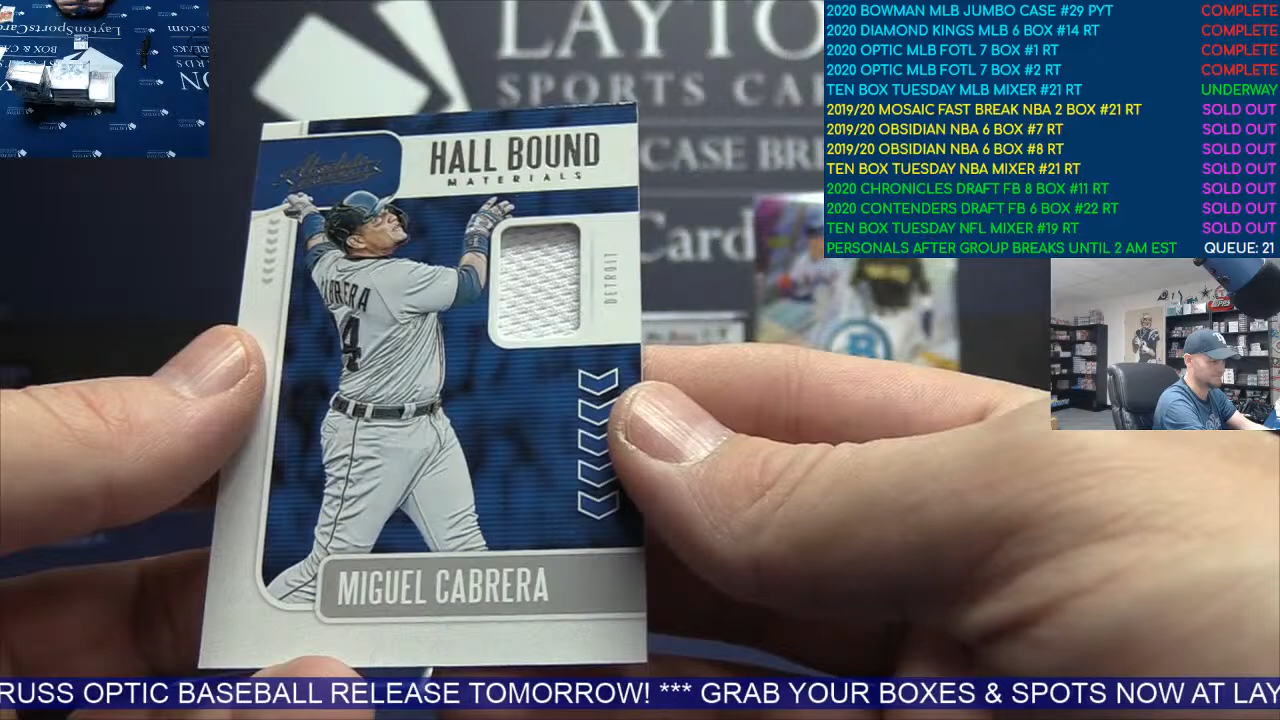 LAYTO
SPORTS CA
CASE BRE
Card
Absolute
HALL BOUND
MATERIALS
DETROIT
CABRERA
MIGUEL CABRERA
2020 BOWMAN MLB JUMBO CASE #29 PYT COMPLETE
2020 DIAMOND KINGS MLB 6 BOX #14 RT COMPLETE
2020 OPTIC MLB FOTL 7 BOX #1 RT COMPLETE
2020 OPTIC MLB FOTL 7 BOX #2 RT COMPLETE
TEN BOX TUESDAY MLB MIXER #21 RT UNDERWAY
2019/20 MOSAIC FAST BREAK NBA 2 BOX #21 RT SOLD OUT
2019/20 OBSIDIAN NBA 6 BOX #7 RT SOLD OUT
2019/20 OBSIDIAN NBA 6 BOX #8 RT SOLD OUT
TEN BOX TUESDAY NBA MIXER #21 RT SOLD OUT
2020 CHRONICLES DRAFT FB 8 BOX #11 RT SOLD OUT
2020 CONTENDERS DRAFT FB 6 BOX #22 RT SOLD OUT
TEN BOX TUESDAY NFL MIXER #19 RT SOLD OUT
PERSONALS AFTER GROUP BREAKS UNTIL 2 AM EST QUEUE: 21
RUSS OPTIC BASEBALL RELEASE TOMORROW! *** GRAB YOUR BOXES & SPOTS NOW AT LAY